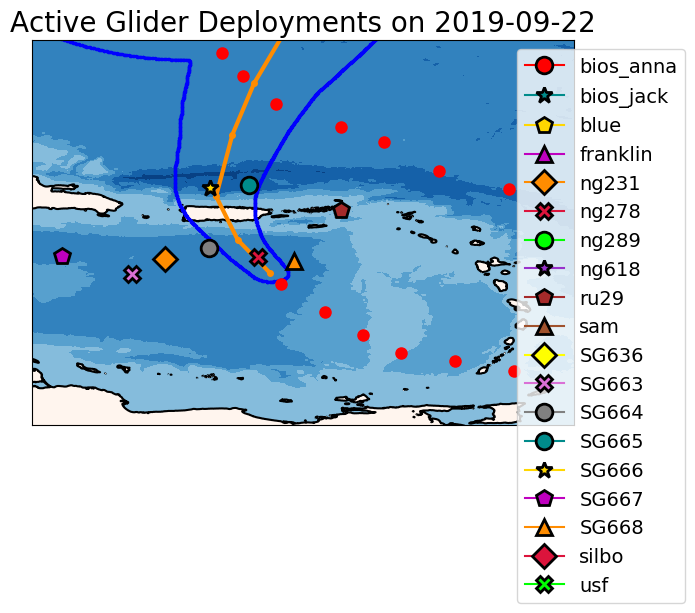 Active Glider Deployments on 2019-09-22
bios_anna
bios_jack
blue
franklin
ng231
ng278
ng289
ng618
ru29
sam
SG636
SG663
SG664
SG665
SG666
SG667
SG668
silbo
usf